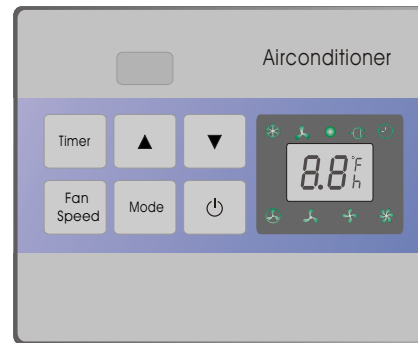 Airconditioner
Timer ▲ ▼
8.8 °F
h
Fan
Speed
Mode